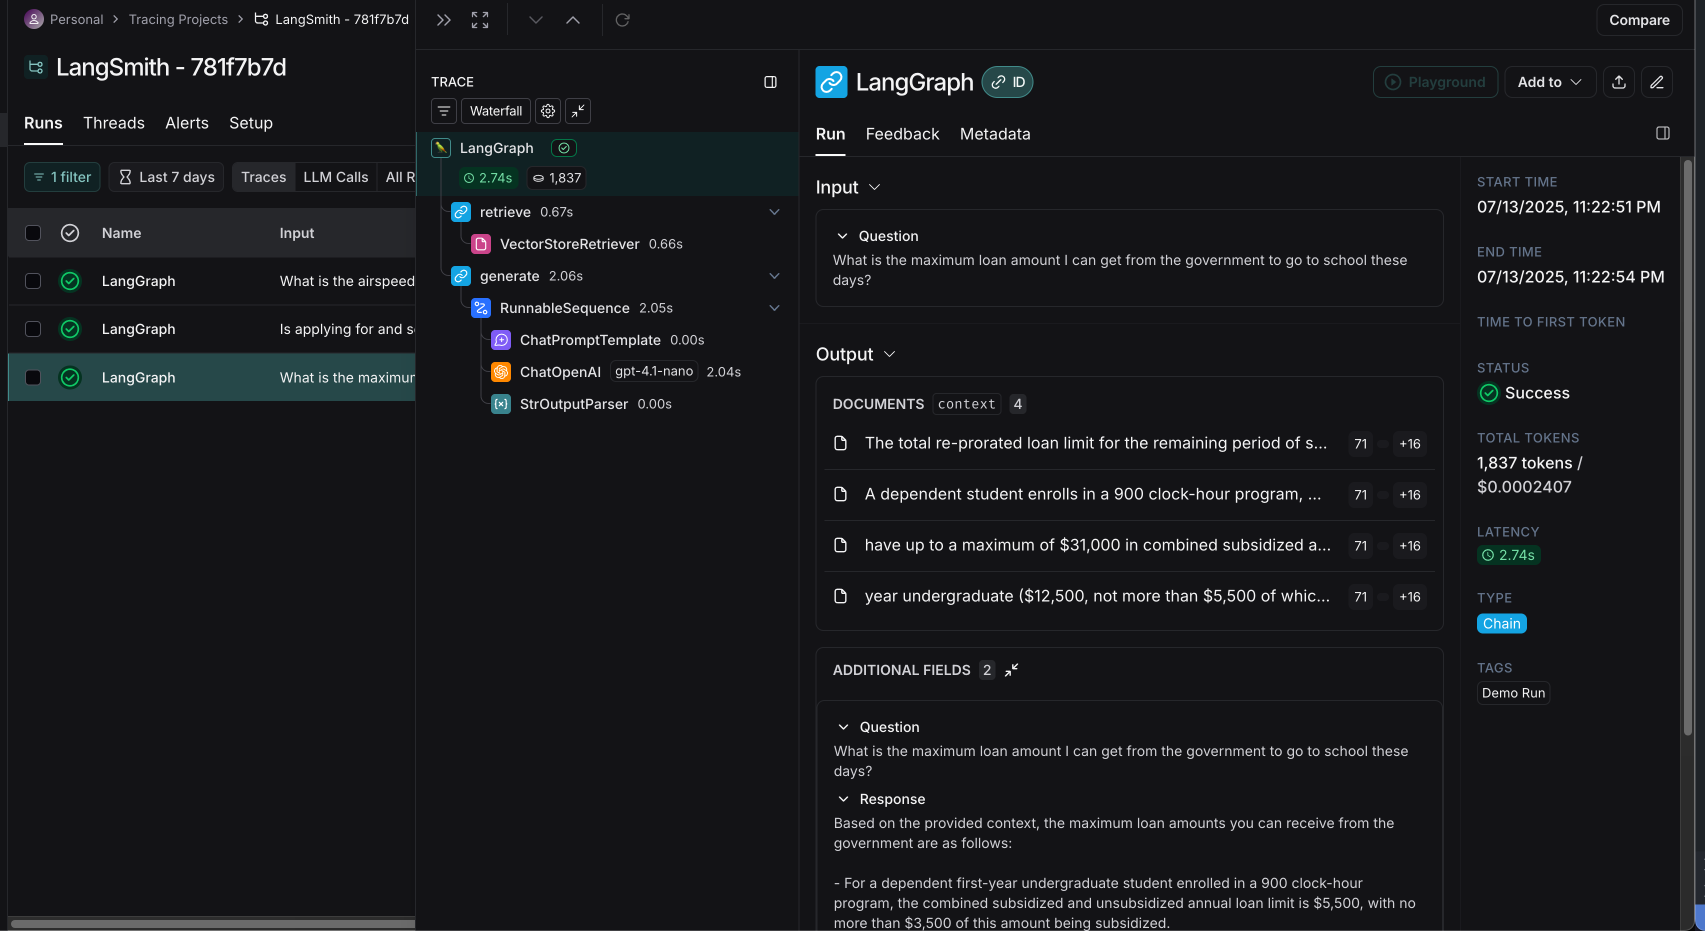 Personal > Tracing Projects > LangSmith - 781f7b7d
LangSmith - 781f7b7d
Runs Threads Alerts Setup
1 filter Last 7 days Traces LLM Calls All R
Name Input
LangGraph What is the airspeed
LangGraph Is applying for and s
LangGraph What is the maximur
TRACE
Waterfall
LangGraph
2.74s 1,837
retrieve 0.67s
VectorStoreRetriever 0.66s
generate 2.06s
RunnableSequence 2.05s
ChatPromptTemplate 0.00s
ChatOpenAI gpt-4.1-nano 2.04s
StrOutputParser 0.00s
Compare
LangGraph ID
Playground Add to
Run Feedback Metadata
Input
Question
What is the maximum loan amount I can get from the government to go to school these
days?
Output
DOCUMENTS context 4
The total re-prorated loan limit for the remaining period of s... 71 +16
A dependent student enrolls in a 900 clock-hour program, ... 71 +16
have up to a maximum of $31,000 in combined subsidized a... 71 +16
year undergraduate ($12,500, not more than $5,500 of whic... 71 +16
ADDITIONAL FIELDS 2
Question
What is the maximum loan amount I can get from the government to go to school these
days?
Response
Based on the provided context, the maximum loan amounts you can receive from the
government are as follows:
- For a dependent first-year undergraduate student enrolled in a 900 clock-hour
program, the combined subsidized and unsubsidized annual loan limit is $5,500, with no
more than $3,500 of this amount being subsidized.
START TIME
07/13/2025, 11:22:51 PM
END TIME
07/13/2025, 11:22:54 PM
TIME TO FIRST TOKEN
STATUS
Success
TOTAL TOKENS
1,837 tokens /
$0.0002407
LATENCY
2.74s
TYPE
Chain
TAGS
Demo Run